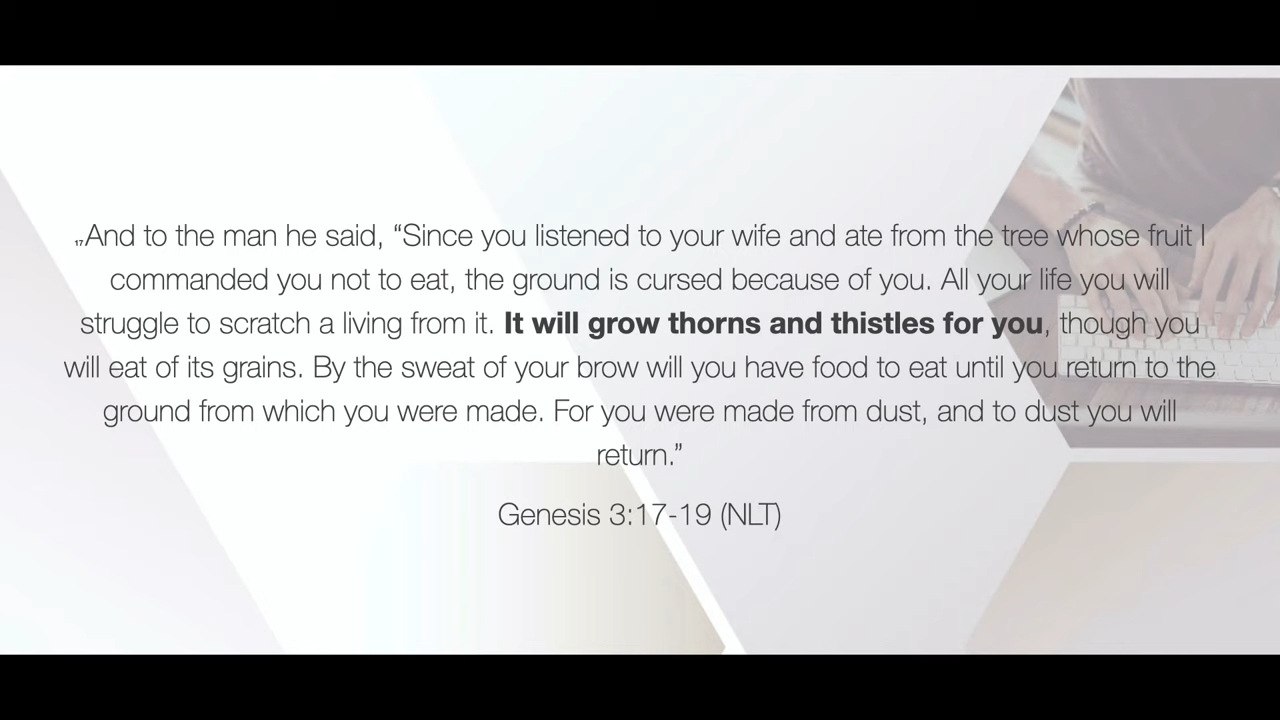 17„And to the man he said, “Since you listened to your wife and ate from the tree whose fruit I
commanded you not to eat, the ground is cursed because of you. All your life you will
struggle to scratch a living from it. It will grow thorns and thistles for you, though you
will eat of its grains. By the sweat of your brow will you have food to eat until you return to the
ground from which you were made. For you were made from dust, and to dust you will
return.”
Genesis 3:17-19 (NLT)